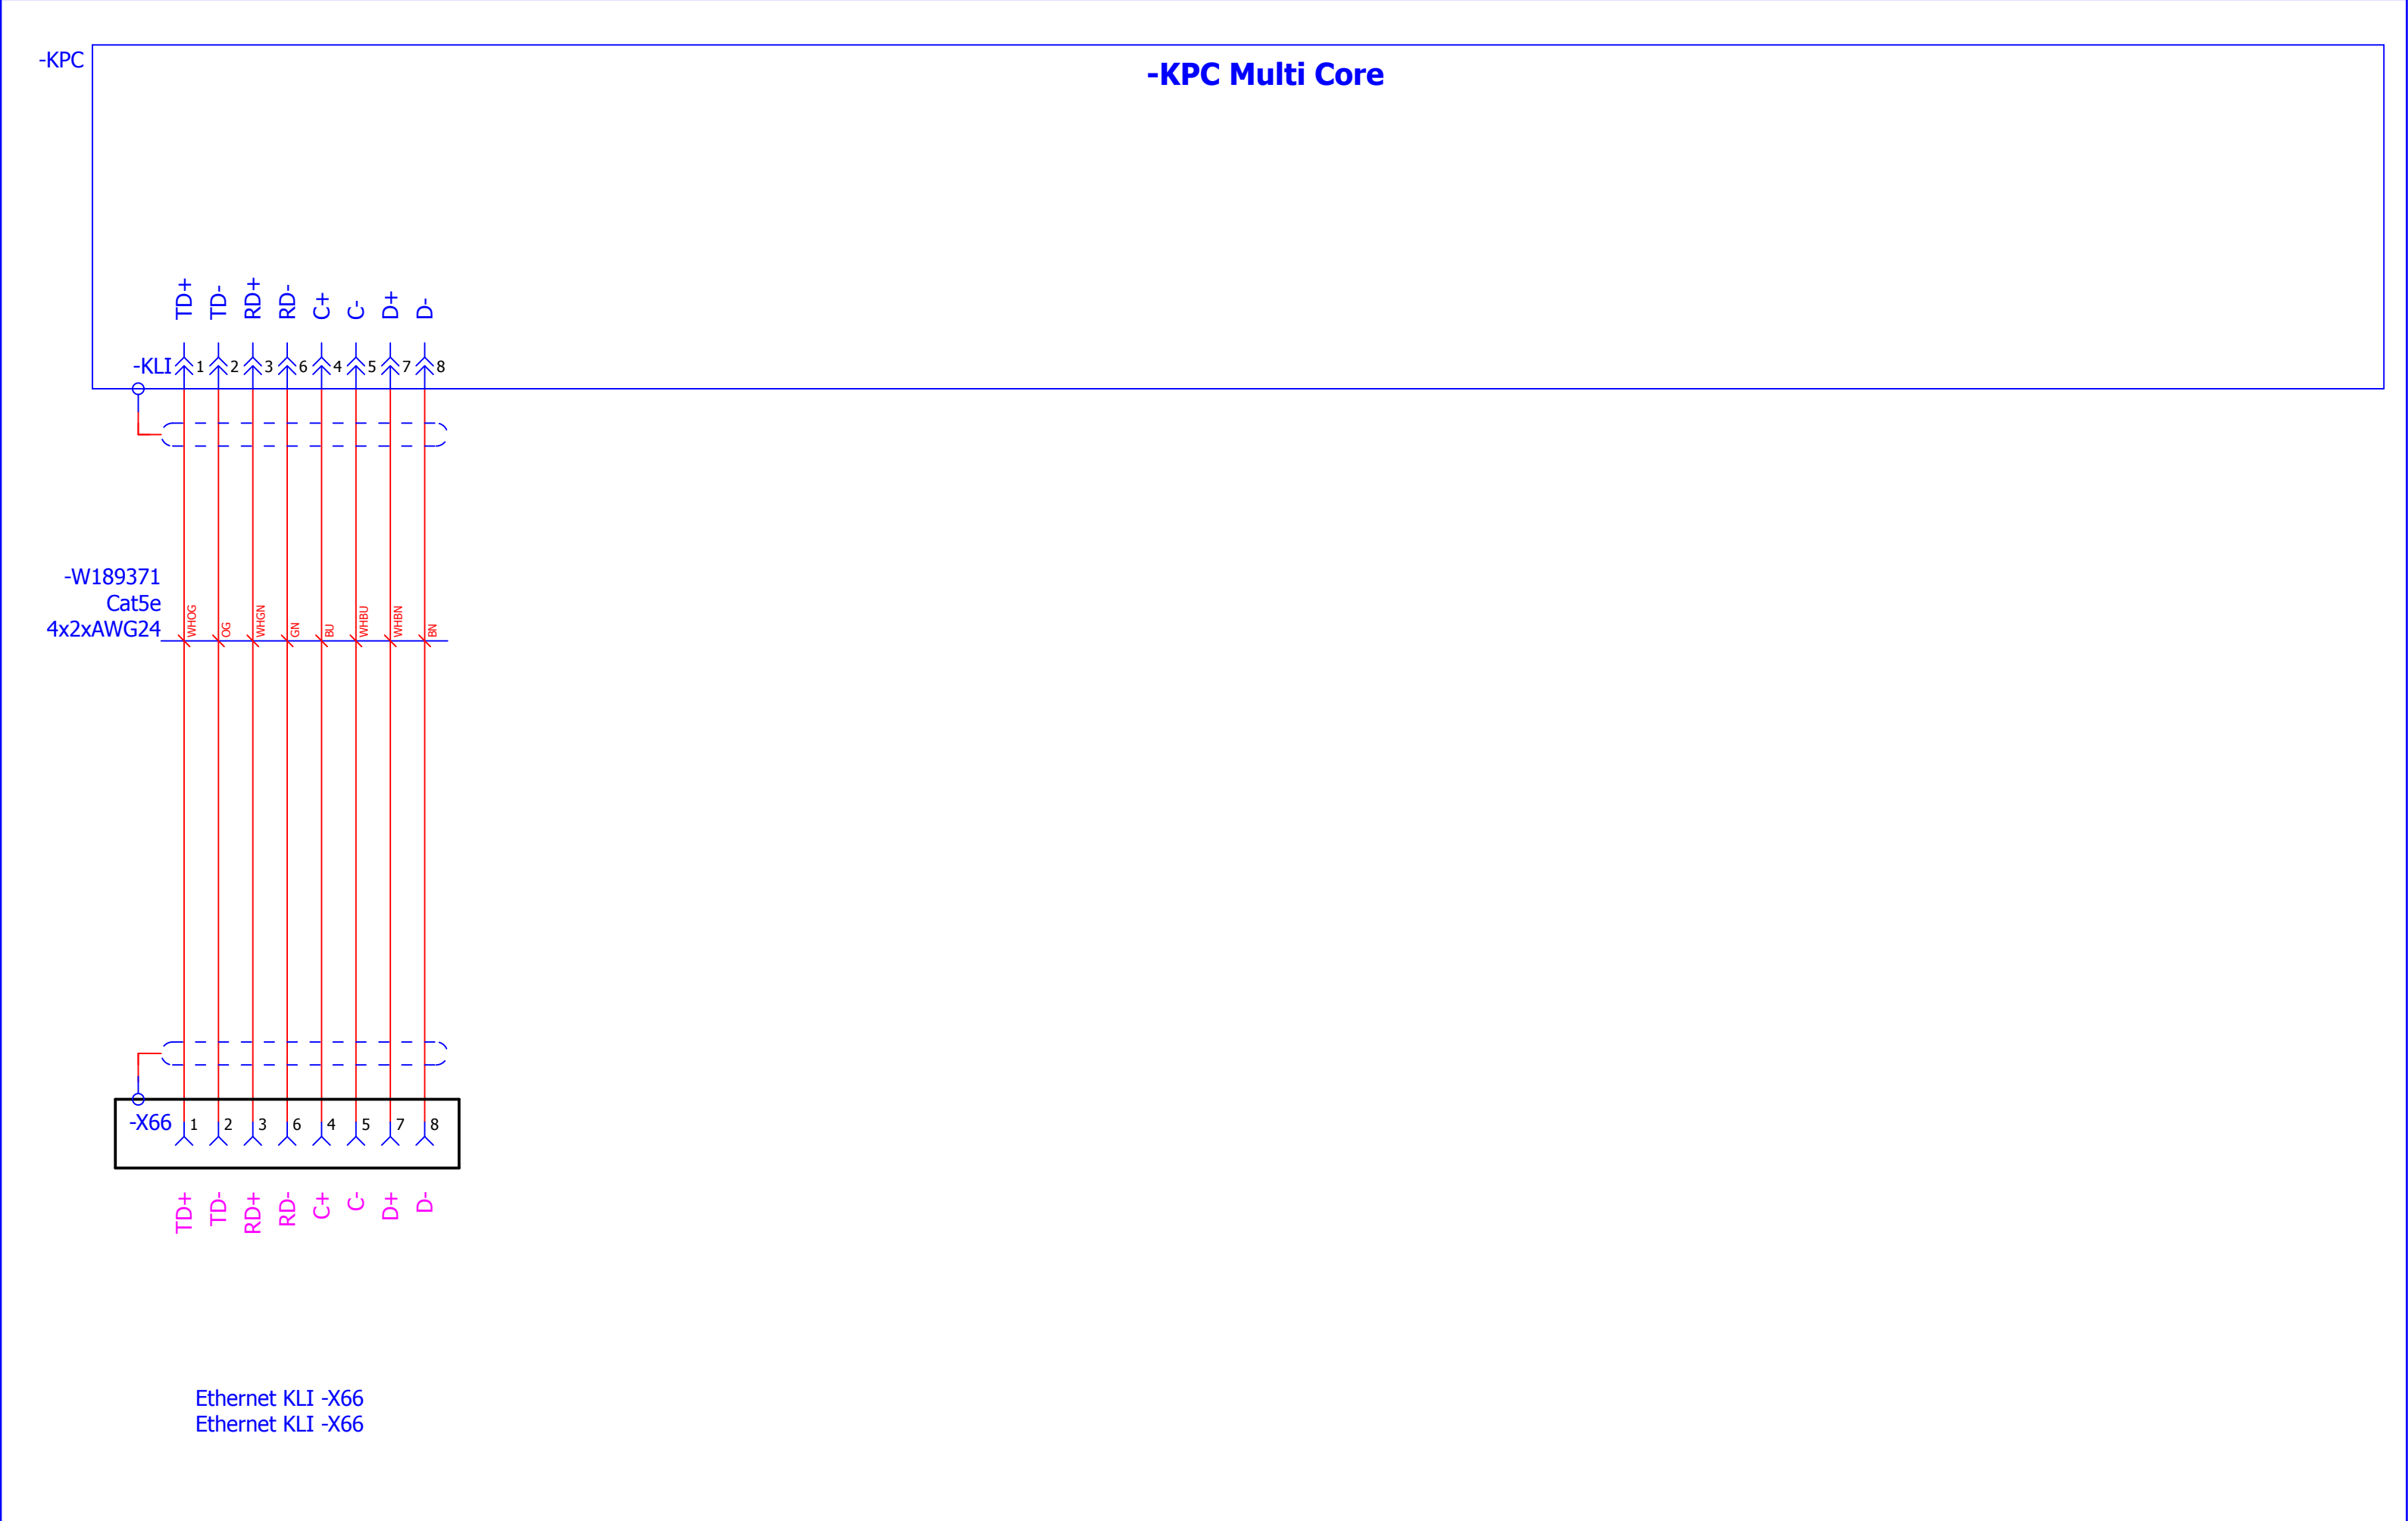 -KPC
-KPC Multi Core
TD+ TD- RD+ RD- C+ C- D+ D-
-KLI 1 2 3 6 4 5 7 8
-W189371
Cat5e
4x2xAWG24
WHOG OG WHGN GN BU WHBU WHBN BN
-X66 1 2 3 6 4 5 7 8
TD+ TD- RD+ RD- C+ C- D+ D-
Ethernet KLI -X66
Ethernet KLI -X66